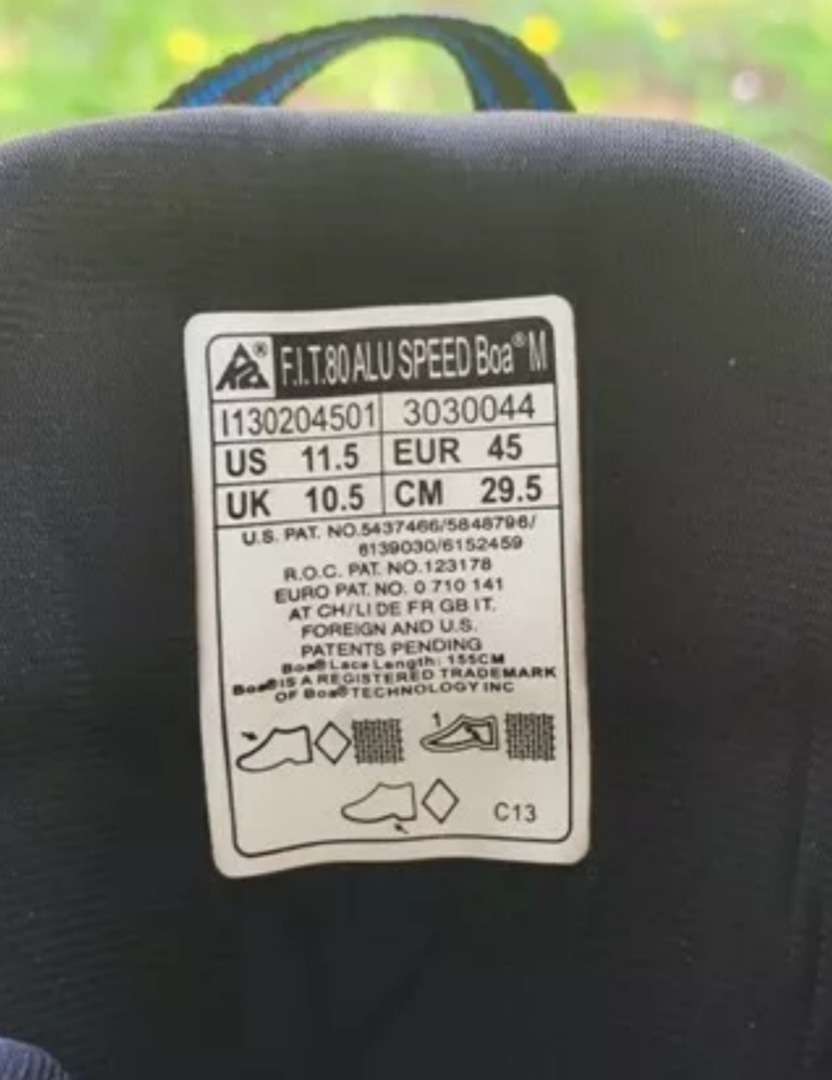 K2® F.I.T.80 ALU SPEED Boa® M
I130204501 3030044
US 11.5 EUR 45
UK 10.5 CM 29.5
U.S. PAT. NO.5437466/5848796/
6139030/6152459
R.O.C. PAT. NO.123178
EURO PAT. NO. 0 710 141
AT CH/LI DE FR GB IT.
FOREIGN AND U.S.
PATENTS PENDING
Boa® Lace Length: 155CM
Boa® IS A REGISTERED TRADEMARK
OF Boa® TECHNOLOGY INC
1
C13